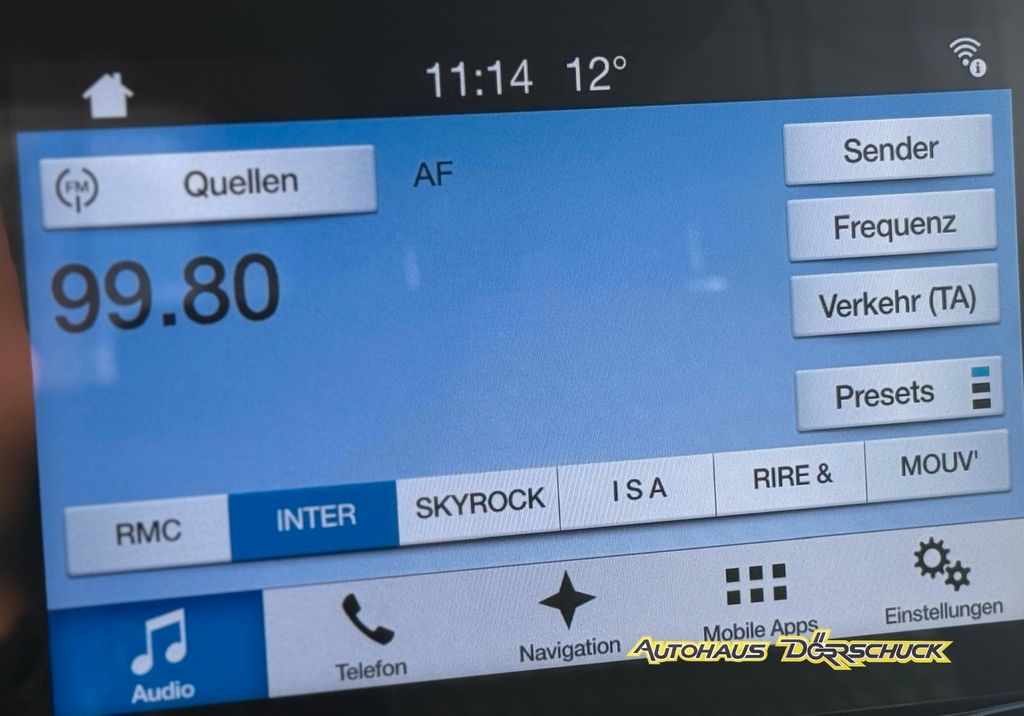 11:14 12°
FM Quellen
AF
Sender
Frequenz
99.80
Verkehr (TA)
Presets
RMC
INTER
SKYROCK
I S A
RIRE &
MOUV'
Audio
Telefon
Navigation
Mobile Apps
Einstellungen
AUTOHAUS DÖRRSCHUCK